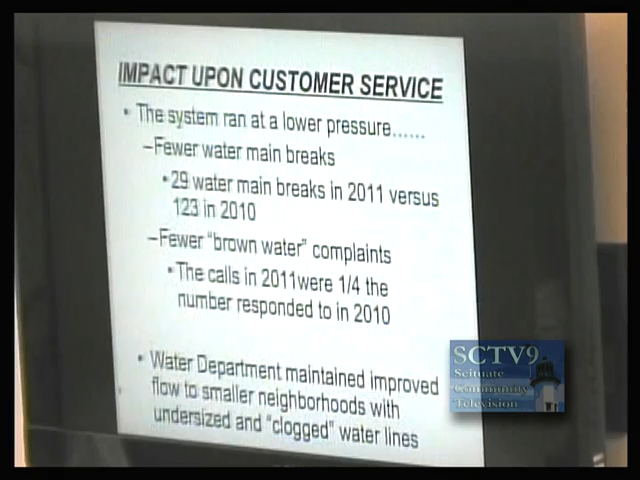 IMPACT UPON CUSTOMER SERVICE
• The system ran at a lower pressure......
–Fewer water main breaks
•29 water main breaks in 2011 versus
123 in 2010
–Fewer "brown water" complaints
•The calls in 2011were 1/4 the
number responded to in 2010
• Water Department maintained improved
flow to smaller neighborhoods with
undersized and "clogged" water lines
SCTV9
Scituate
Community
Television